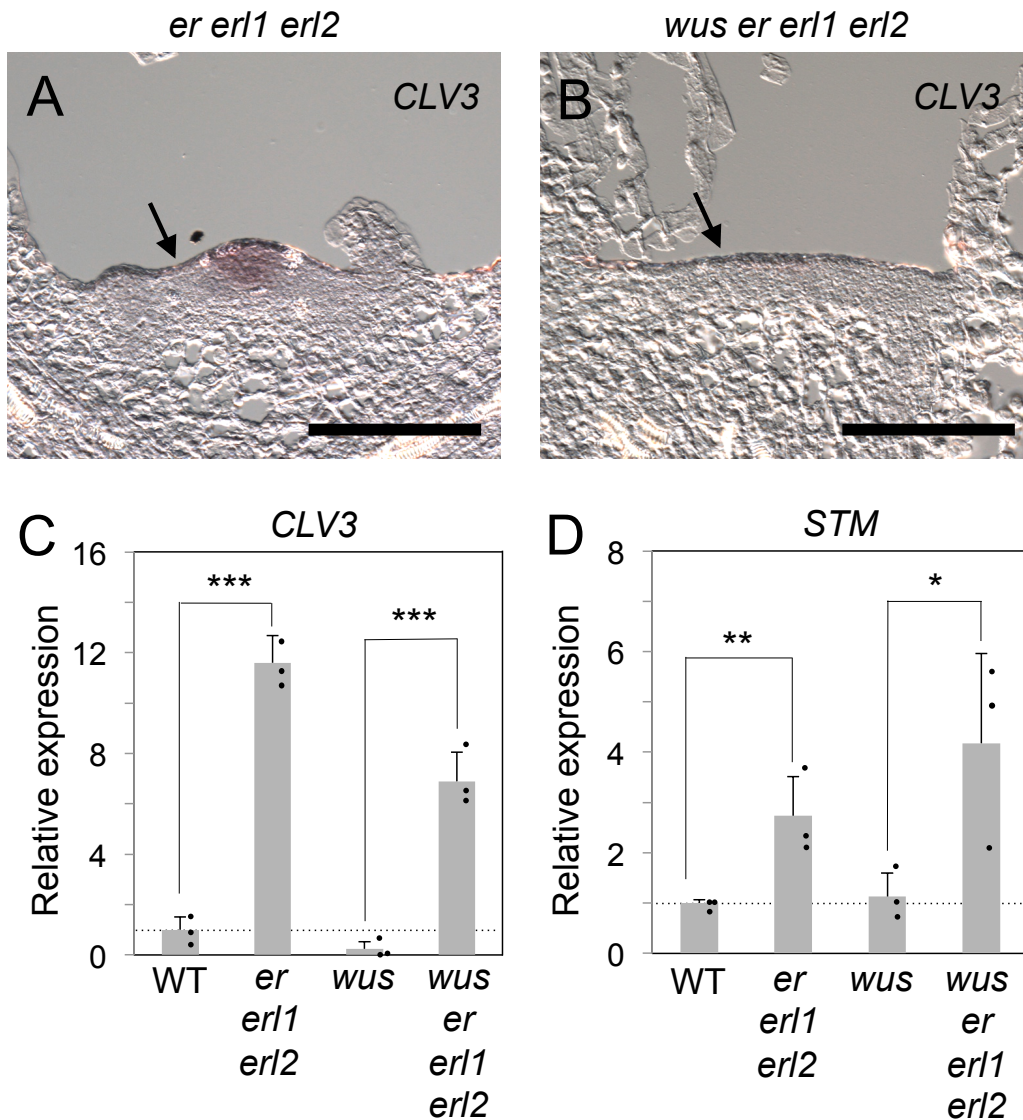 er erl1 erl2
wus er erl1 erl2
A
CLV3
B
CLV3
C
CLV3
Relative expression
16
12
8
4
0
***
***
WT
er
erl1
erl2
wus
wus
er
erl1
erl2
D
STM
Relative expression
8
6
4
2
0
**
*
WT
er
erl1
erl2
wus
wus
er
erl1
erl2